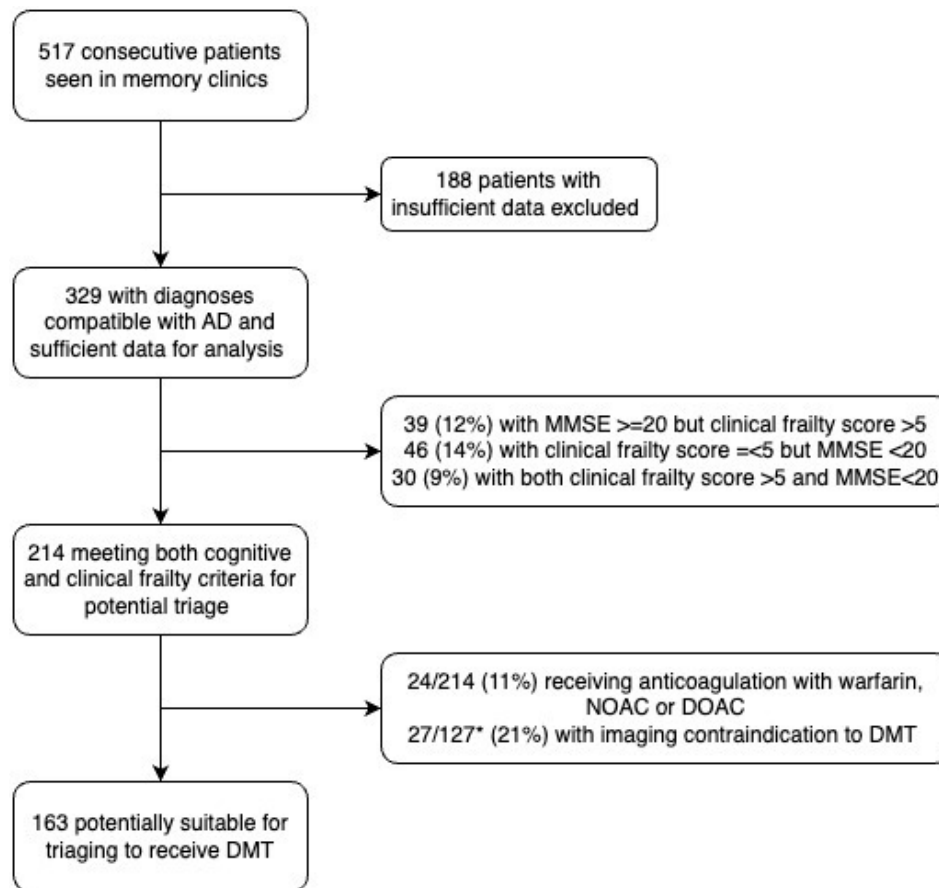 517 consecutive patients
seen in memory clinics
188 patients with
insufficient data excluded
329 with diagnoses
compatible with AD and
sufficient data for analysis
39 (12%) with MMSE >=20 but clinical frailty score >5
46 (14%) with clinical frailty score =<5 but MMSE <20
30 (9%) with both clinical frailty score >5 and MMSE<20
214 meeting both cognitive
and clinical frailty criteria for
potential triage
24/214 (11%) receiving anticoagulation with warfarin,
NOAC or DOAC
27/127* (21%) with imaging contraindication to DMT
163 potentially suitable for
triaging to receive DMT